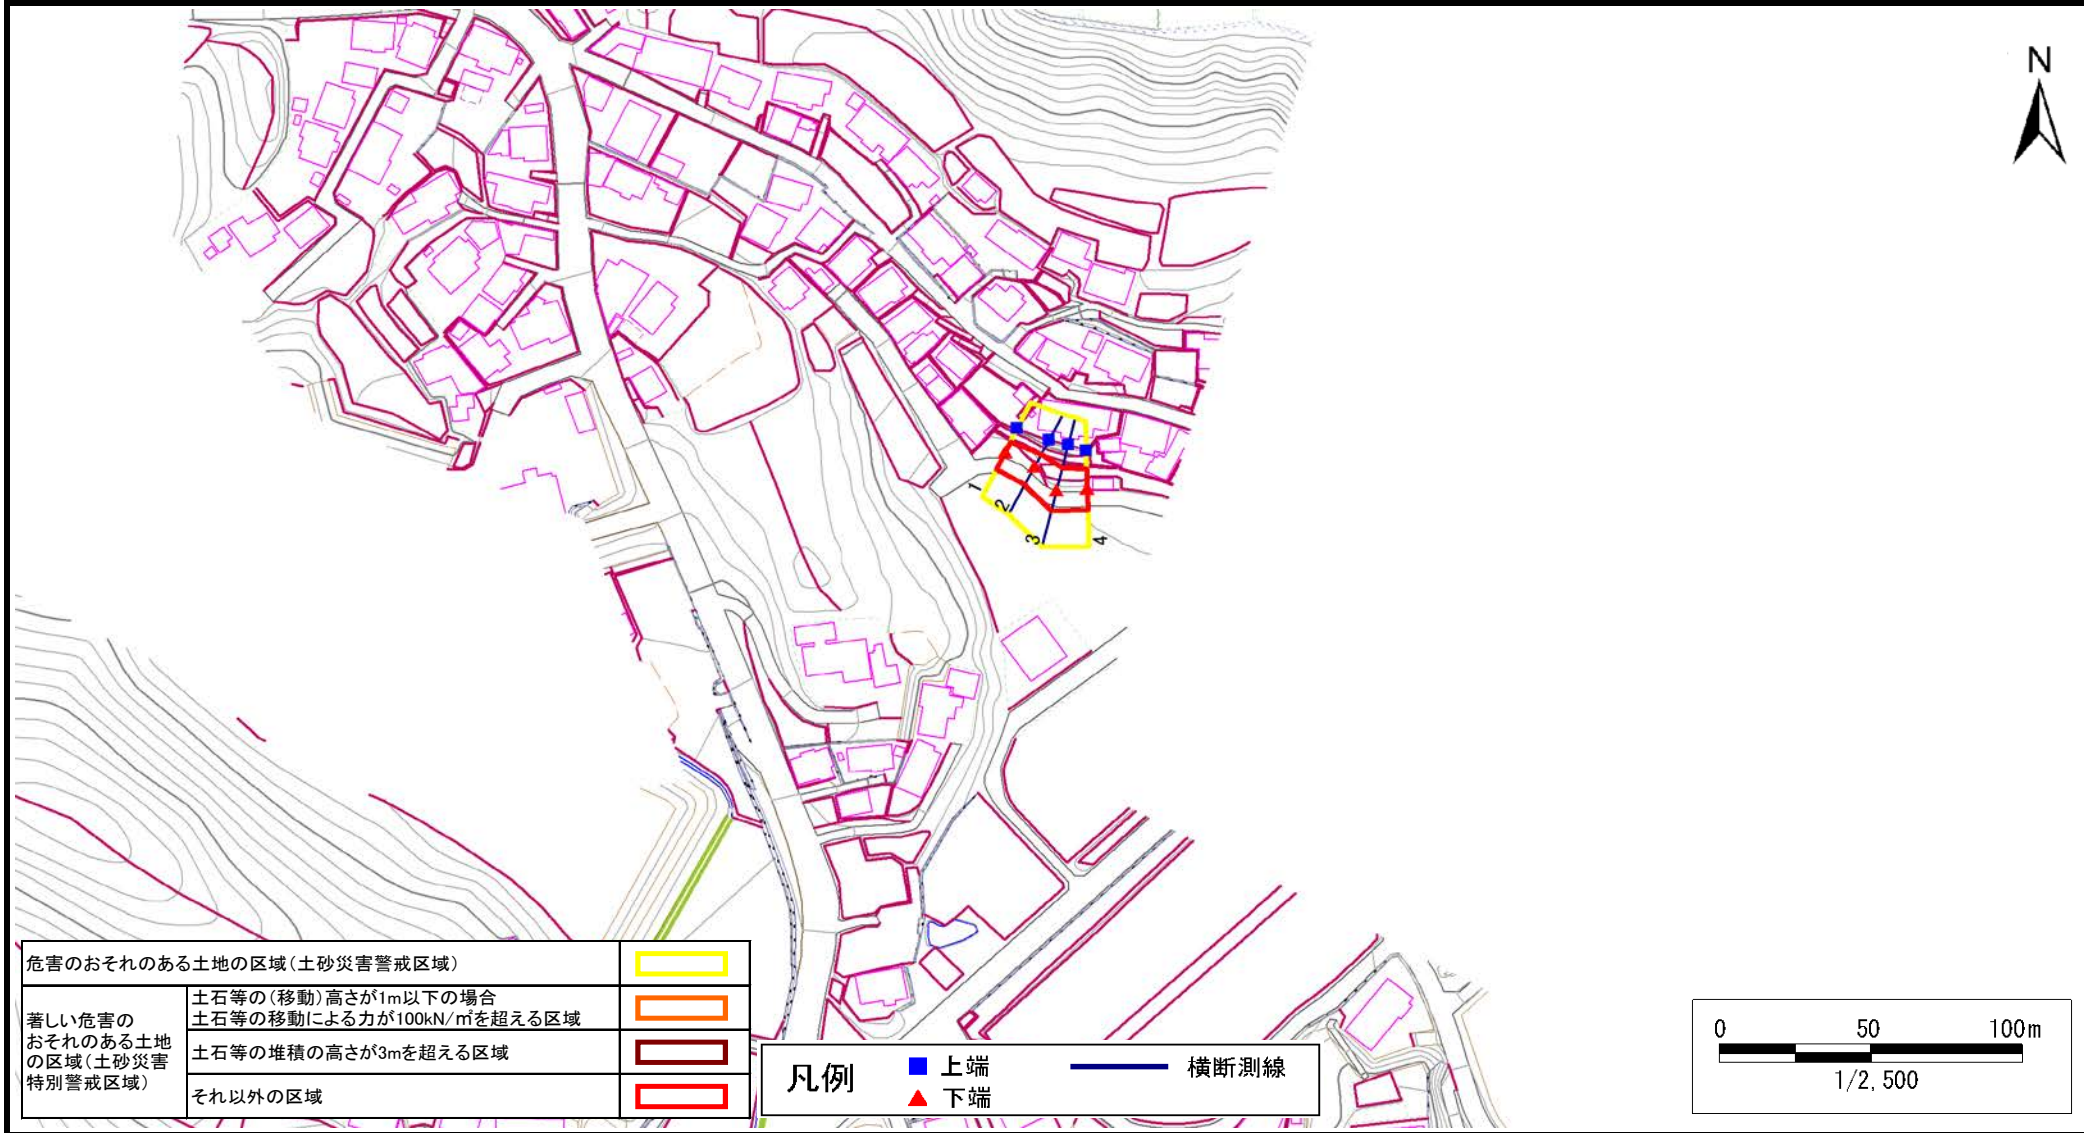 N
1
2
3
4
危害のおそれのある土地の区域(土砂災害警戒区域)
著しい危害の
おそれのある土地
の区域(土砂災害
特別警戒区域)
土石等の(移動)高さが1m以下の場合
土石等の移動による力が100kN/㎡を超える区域
土石等の堆積の高さが3mを超える区域
それ以外の区域
凡例
上端
下端
横断測線
0 50 100m
1/2,500